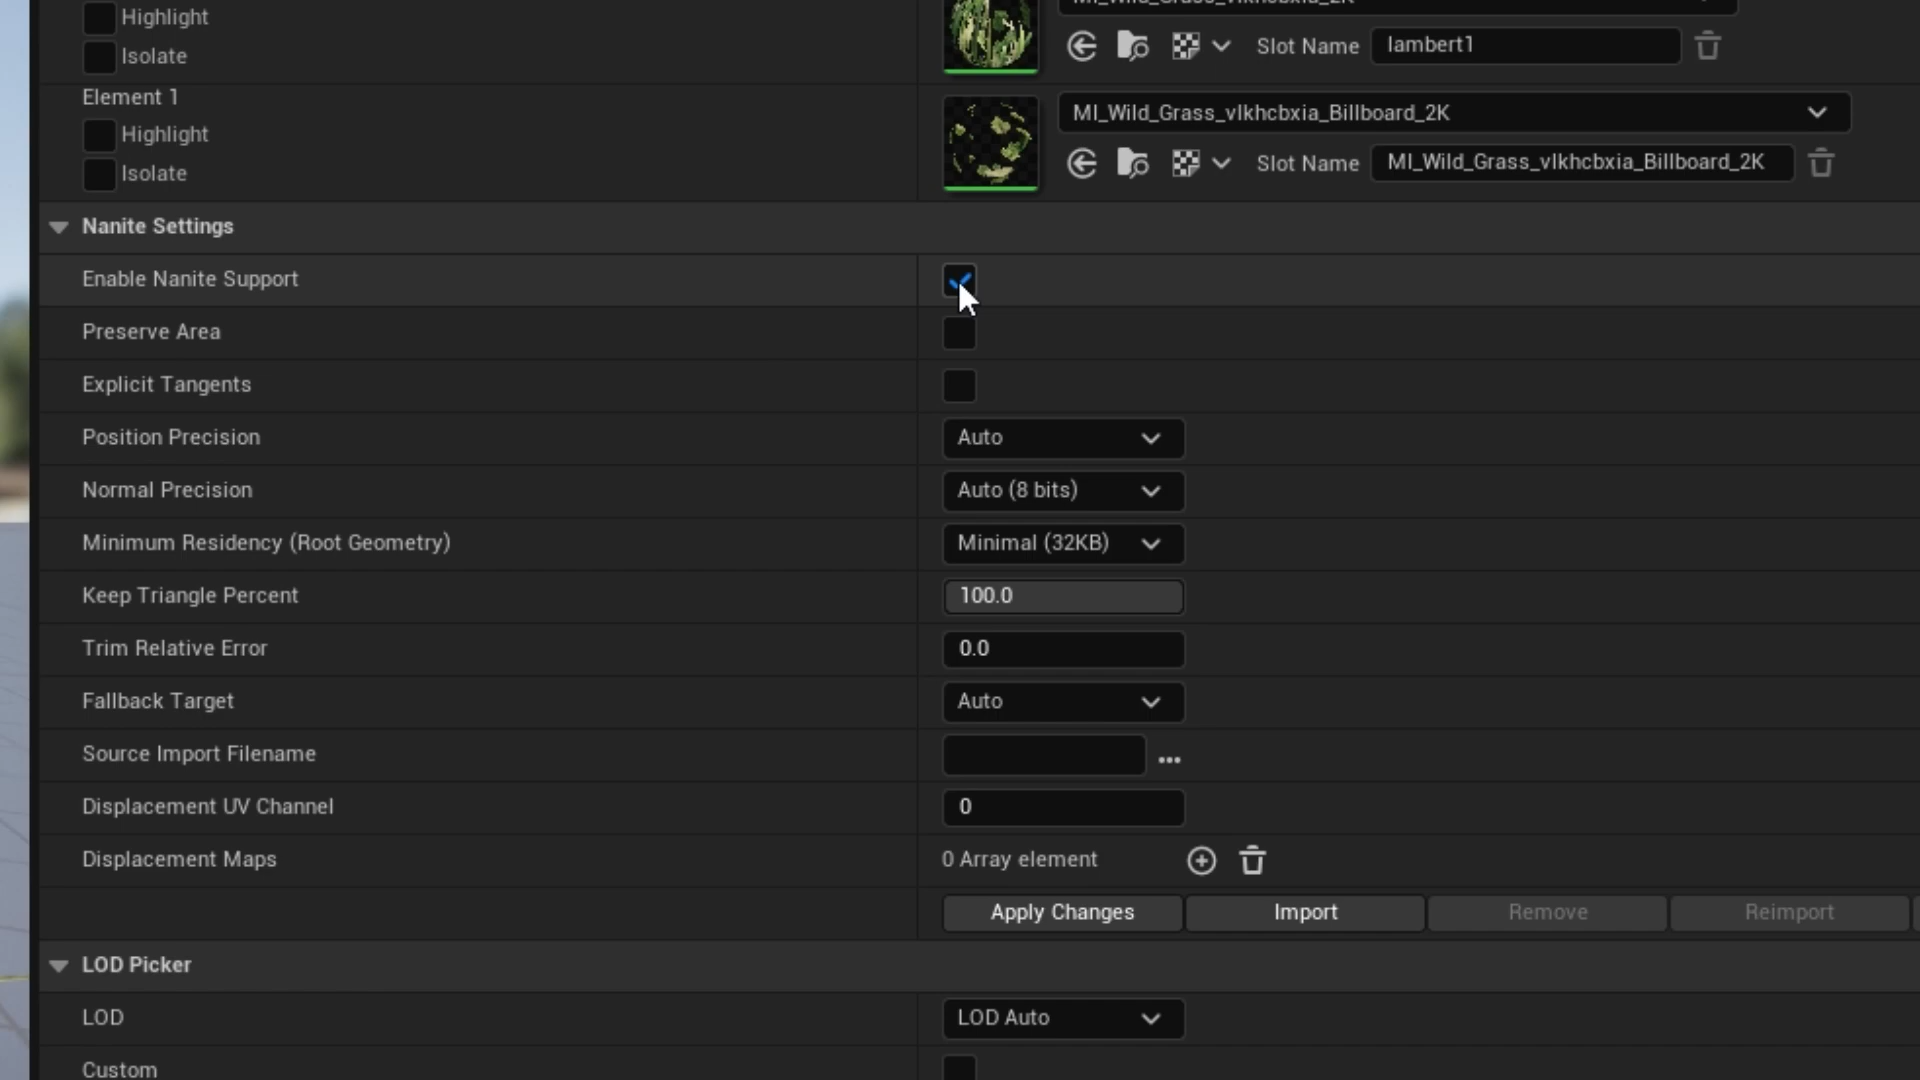 Highlight
Isolate
Slot Name lambert1
Element 1
Highlight
Isolate
MI_Wild_Grass_vlkhcbxia_Billboard_2K
Slot Name MI_Wild_Grass_vlkhcbxia_Billboard_2K
Nanite Settings
Enable Nanite Support
Preserve Area
Explicit Tangents
Position Precision Auto
Normal Precision Auto (8 bits)
Minimum Residency (Root Geometry) Minimal (32KB)
Keep Triangle Percent 100.0
Trim Relative Error 0.0
Fallback Target Auto
Source Import Filename
Displacement UV Channel 0
Displacement Maps 0 Array element
Apply Changes Import Remove Reimport
LOD Picker
LOD LOD Auto
Custom